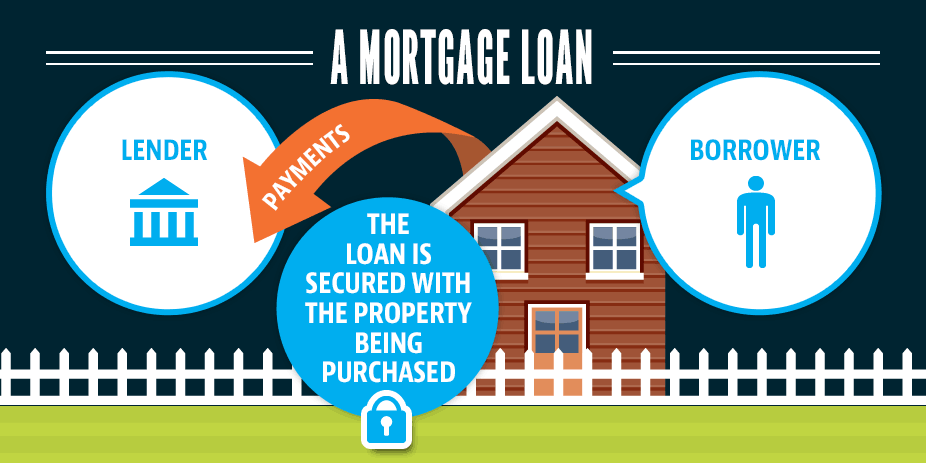 A MORTGAGE LOAN
LENDER
PAYMENTS
BORROWER
THE
LOAN IS
SECURED WITH
THE PROPERTY
BEING
PURCHASED